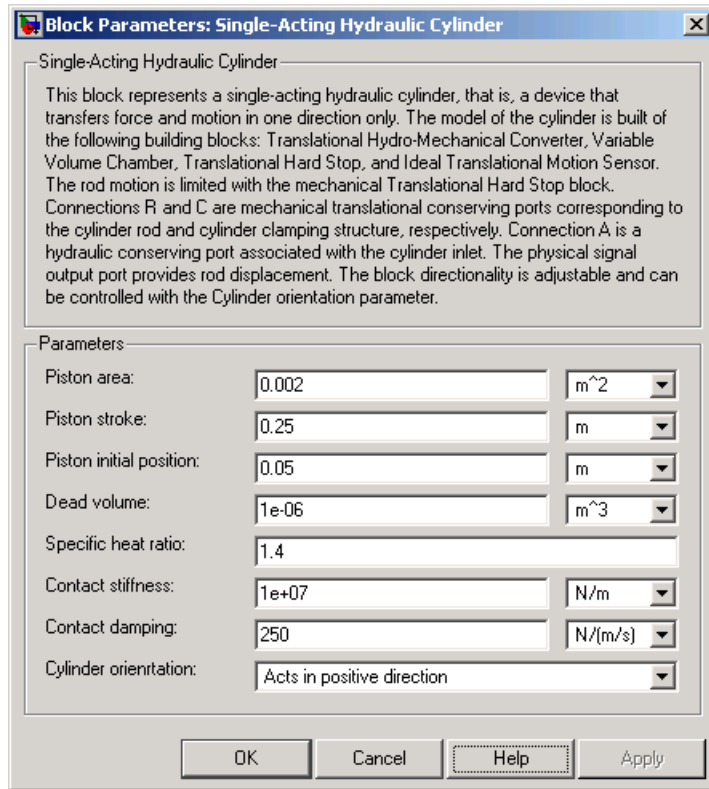 Block Parameters: Single-Acting Hydraulic Cylinder
Single-Acting Hydraulic Cylinder
This block represents a single-acting hydraulic cylinder, that is, a device that
transfers force and motion in one direction only. The model of the cylinder is built of
the following building blocks: Translational Hydro-Mechanical Converter, Variable
Volume Chamber, Translational Hard Stop, and Ideal Translational Motion Sensor.
The rod motion is limited with the mechanical Translational Hard Stop block.
Connections R and C are mechanical translational conserving ports corresponding to
the cylinder rod and cylinder clamping structure, respectively. Connection A is a
hydraulic conserving port associated with the cylinder inlet. The physical signal
output port provides rod displacement. The block directionality is adjustable and can
be controlled with the Cylinder orientation parameter.
Parameters
Piston area: 0.002 m^2
Piston stroke: 0.25 m
Piston initial position: 0.05 m
Dead volume: 1e-06 m^3
Specific heat ratio: 1.4
Contact stiffness: 1e+07 N/m
Contact damping: 250 N/(m/s)
Cylinder orienrtation: Acts in positive direction
OK Cancel Help Apply